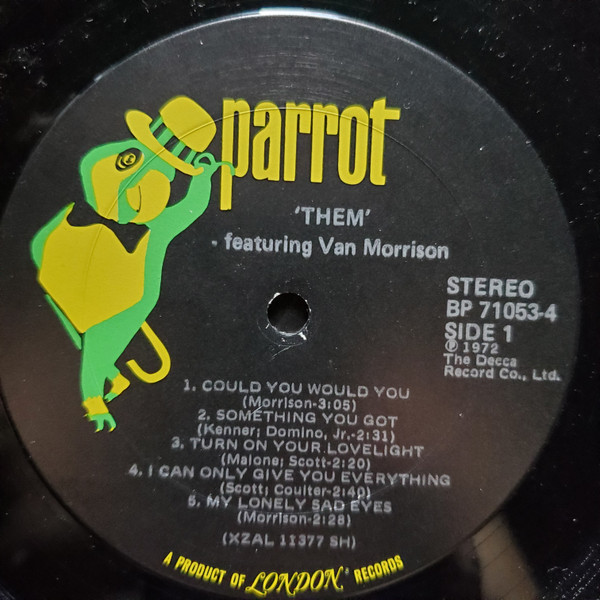 parrot
'THEM'
- featuring Van Morrison
STEREO
BP 71053-4
SIDE 1
℗ 1972
The Decca
Record Co., Ltd.
1. COULD YOU WOULD YOU
(Morrison-3:05)
2. SOMETHING YOU GOT
(Kenner; Domino, Jr.-2:31)
3. TURN ON YOUR LOVELIGHT
(Malone; Scott-2:20)
4. I CAN ONLY GIVE YOU EVERYTHING
(Scott; Coulter-2:40)
5. MY LONELY SAD EYES
(Morrison-2:28)
(XZAL 11377 SH)
A PRODUCT OF LONDON® RECORDS